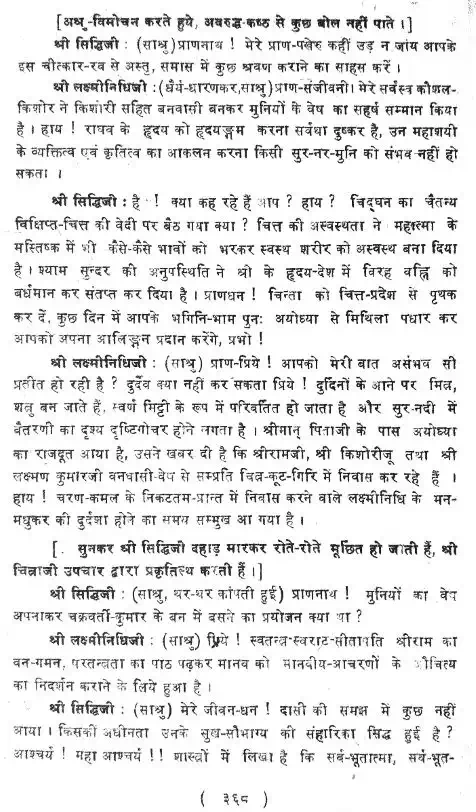 [अश्रु-विमोचन करते हुये, अवरुद्ध-कण्ठ से कुछ बोल नहीं पाते ।]
श्री सिद्धिजी : (साश्रु) प्राणनाथ ! मेरे प्राण-पखेरु कहीं उड़ न जांय आपके
इस चीत्कार-रव से अस्तु, समास में कुछ श्रवण कराने का साहस करें ।
श्री लक्ष्मीनिधिजी : (धैर्य-धारणकर, साश्रु) प्राण-संजीवनी ! मेरे सर्वस्व कौशल-
किशोर ने किशोरी सहित बनवासी बनकर मुनियों के वेष का सहर्ष सम्मान किया
है । हाय ! राघव के हृदय को हृदयङ्गम करना सर्वथा दुष्कर है, उन महाशयी
के व्यक्तित्व एवं कृतित्व का आकलन करना किसी सुर-नर-मुनि को संभव नहीं हो
सकता ।
श्री सिद्धिजी : है ! क्या कह रहे हैं आप ? हाय ? चिद्घन का चैतन्य
विक्षिप्त-चित्त की वेदी पर बैठ गया क्या ? चित्त की अस्वस्थता ने महात्मा के
मस्तिष्क में भी कैसे-कैसे भावों को भरकर स्वस्थ शरीर को अस्वस्थ बना दिया
है । श्याम सुन्दर की अनुपस्थिति ने श्री के हृदय-देश में विरह वह्नि को
बर्धमान कर संतप्त कर दिया है । प्राणधन ! चिन्ता को चित्त-प्रदेश से पृथक
कर दें, कुछ दिन में आपके भगिनि-भाम पुनः अयोध्या से मिथिला पधार कर
आपको अपना आलिङ्गन प्रदान करेंगे, प्रभो !
श्री लक्ष्मीनिधिजी : (साश्रु) प्राण-प्रिये ! आपको मेरी बात असंभव सी
प्रतीत हो रही है ? दुर्दैव क्या नहीं कर सकता प्रिये ! दुर्दिनों के आने पर मित्र,
शत्रु बन जाते हैं, स्वर्ण मिट्टी के रूप में परिवर्तित हो जाता है और सुर-नदी में
वैतरणी का दृश्य दृष्टिगोचर होने लगता है । श्रीमान् पिताजी के पास अयोध्या
का राजदूत आया है, उसने खबर दी है कि श्रीरामजी, श्री किशोरीजू तथा श्री
लक्ष्मण कुमारजी वनवासी-वेष से सम्प्रति चित्र-कूट-गिरि में निवास कर रहे हैं ।
हाय ! चरण-कमल के निकटतम-प्रान्त में निवास करने वाले लक्ष्मीनिधि के मन-
मधुकर की दुर्दशा होने का समय सम्मुख आ गया है ।
[ सुनकर श्री सिद्धिजी दहाड़ मारकर रोते-रोते मूर्छित हो जाती हैं, श्री
चित्राजी उपचार द्वारा प्रकृतिस्थ करती हैं ।]
श्री सिद्धिजी : (साश्रु, थर-थर काँपती हुई) प्राणनाथ ! मुनियों का वेष
अपनाकर चक्रवर्ती-कुमार के बन में बसने का प्रयोजन क्या था ?
श्री लक्ष्मीनिधिजी : (साश्रु) प्रिये ! स्वतन्त्र-स्वराट-सीतापति श्रीराम का
वन-गमन, परतन्त्रता का पाठ पढ़कर मानव को मानवीय-आचरणों के औचित्य
का निदर्शन कराने के लिये हुआ है ।
श्री सिद्धिजी : (साश्रु) मेरे जीवन-धन ! दासी की समझ में कुछ नहीं
आया । किसकी अधीनता उनके सुख-सौभाग्य की संहारिका सिद्ध हुई है ?
आश्चर्य ! महा आश्चर्य !! शास्त्रों में लिखा है कि सर्व-भूतात्मा, सर्व-भूत-
( ३६८ )